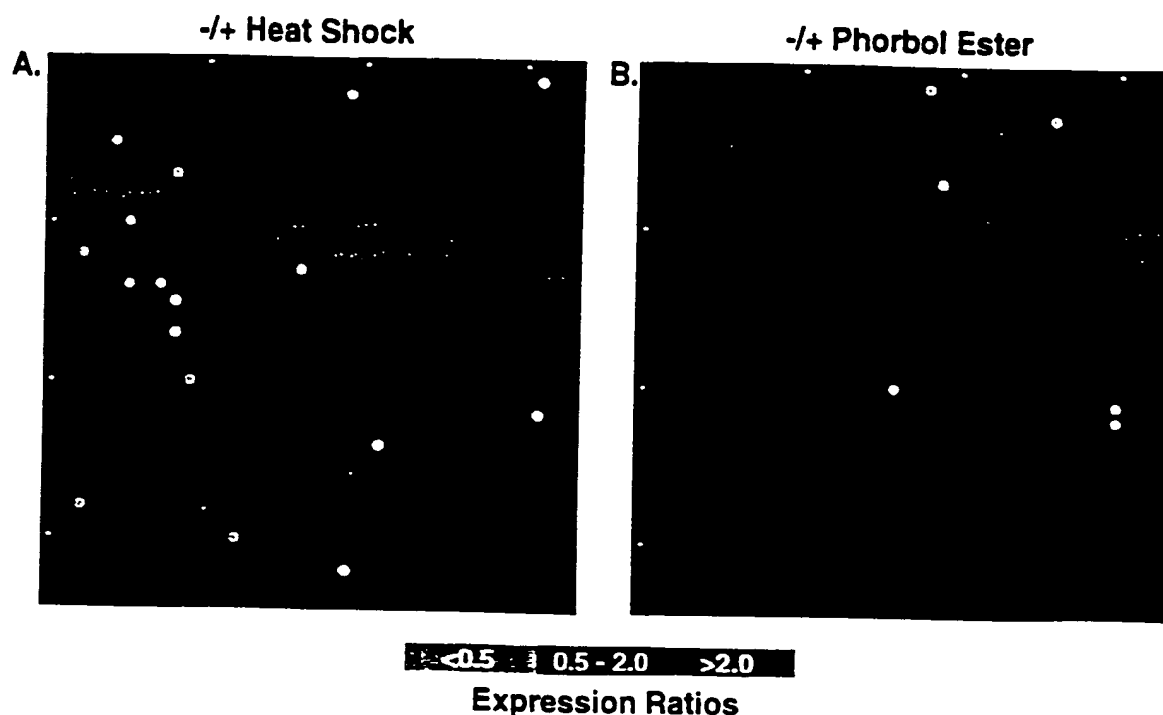 -/+ Heat Shock
-/+ Phorbol Ester
A.
B.
<0.5 0.5 - 2.0 >2.0
Expression Ratios